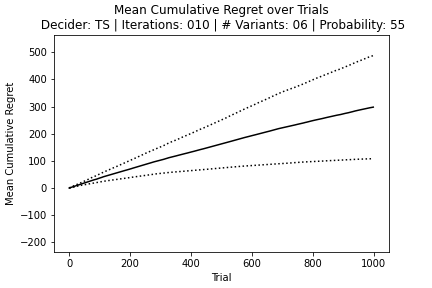 Mean Cumulative Regret over Trials
Decider: TS | Iterations: 010 | # Variants: 06 | Probability: 55
500
400
300
200
100
0
−100
−200
Mean Cumulative Regret
0 200 400 600 800 1000
Trial